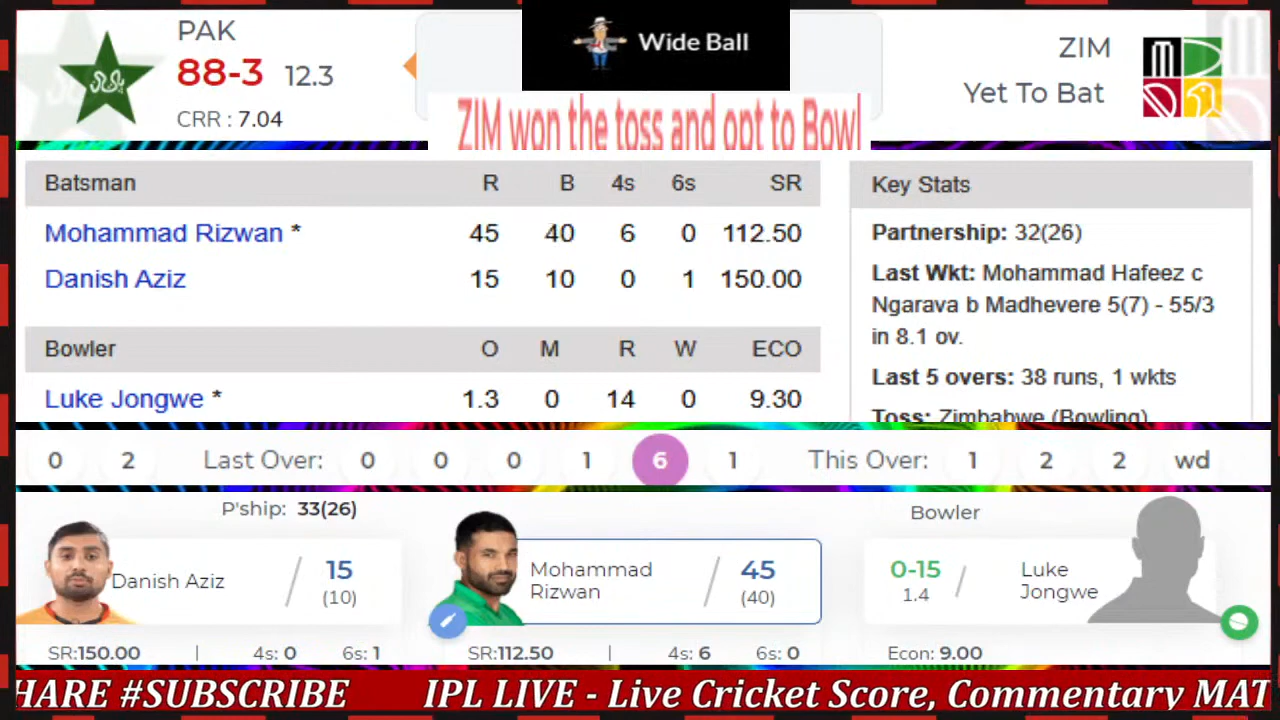 PAK
88-3 12.3
CRR : 7.04
Wide Ball
ZIM won the toss and opt to Bowl
ZIM
Yet To Bat
Batsman R B 4s 6s SR
Mohammad Rizwan * 45 40 6 0 112.50
Danish Aziz 15 10 0 1 150.00
Bowler O M R W ECO
Luke Jongwe * 1.3 0 14 0 9.30
Key Stats
Partnership: 32(26)
Last Wkt: Mohammad Hafeez c
Ngarava b Madhevere 5(7) - 55/3
in 8.1 ov.
Last 5 overs: 38 runs, 1 wkts
Toss: Zimbabwe (Bowling)
0 2 Last Over: 0 0 0 1 6 1 This Over: 1 2 2 wd
P'ship: 33(26)
Danish Aziz / 15
(10)
SR:150.00 | 4s: 0 6s: 1
Mohammad
Rizwan / 45
(40)
SR:112.50 | 4s: 6 6s: 0
Bowler
0-15
1.4 / Luke
Jongwe
Econ: 9.00
HARE #SUBSCRIBE IPL LIVE - Live Cricket Score, Commentary MAT